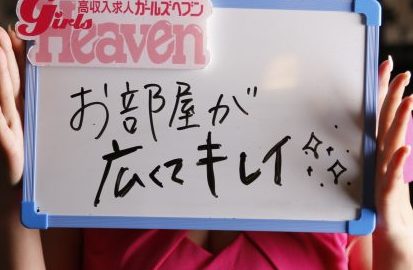 高収入求人ガールズヘブン
Girls
Heaven
お部屋が
広くてキレイ